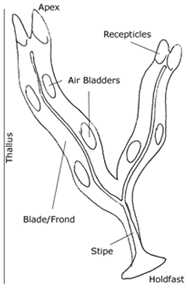 Apex
Recepticles
Air Bladders
Thallus
Blade/Frond
Stipe
Holdfast